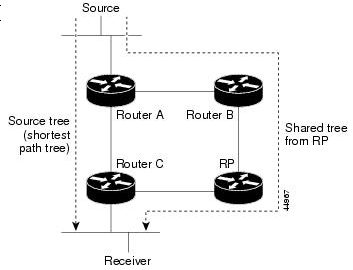 Source
Router A
Router B
Source tree
(shortest
path tree)
Shared tree
from RP
Router C
RP
44967
Receiver